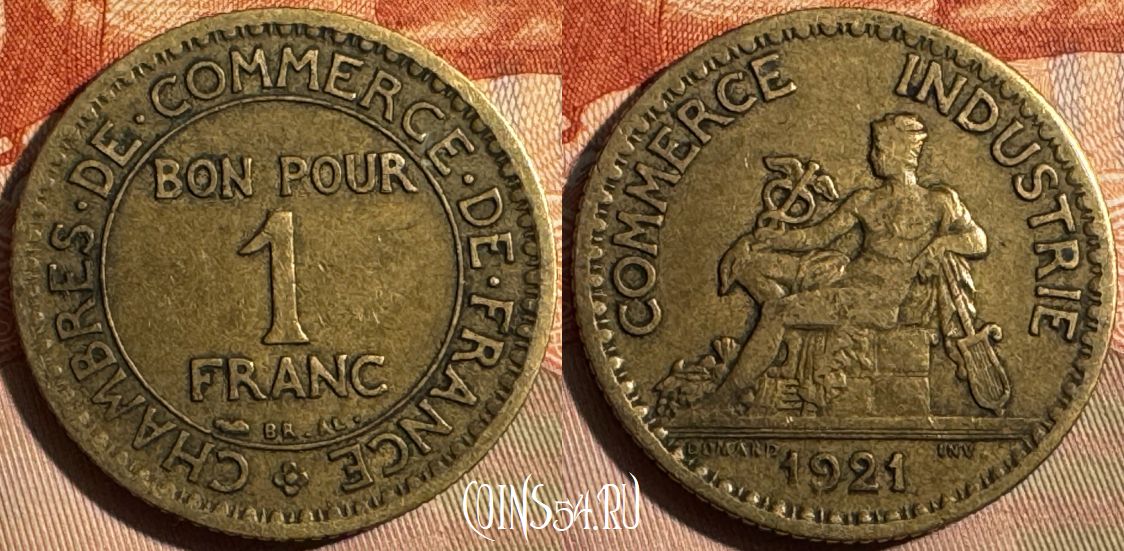 CHAMBRES · DE · COMMERCE · DE · FRANCE
BON POUR
1
FRANC
BR. AL.
COMMERCE INDUSTRIE
DOMARD INV.
1921
COINS54.RU